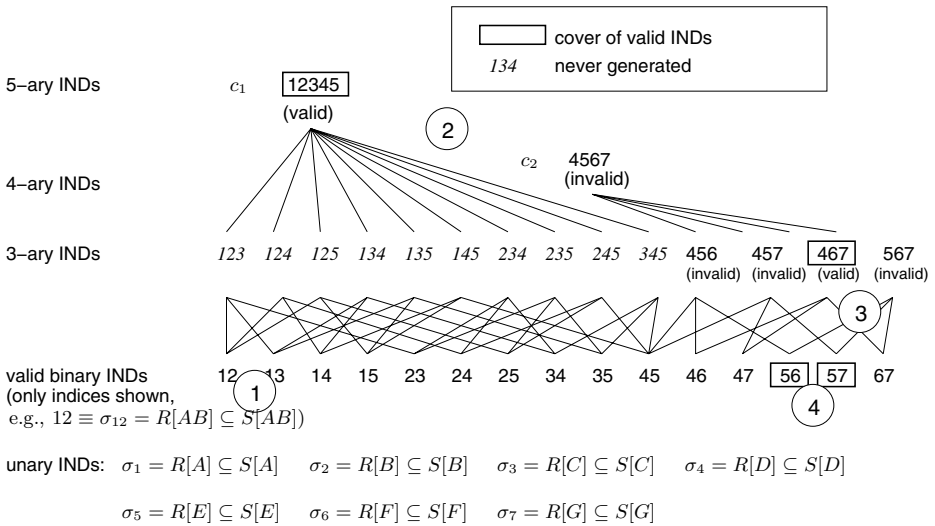 cover of valid INDs
134 never generated
5−ary INDs c₁ 12345
(valid)
2
c₂ 4567
(invalid)
4−ary INDs
3−ary INDs 123 124 125 134 135 145 234 235 245 345 456 457 467 567
(invalid) (invalid) (valid) (invalid)
3
valid binary INDs 12 13 14 15 23 24 25 34 35 45 46 47 56 57 67
(only indices shown,
1
4
e.g., 12 ≡ σ₁₂ = R[AB] ⊆ S[AB])
unary INDs: σ₁ = R[A] ⊆ S[A] σ₂ = R[B] ⊆ S[B] σ₃ = R[C] ⊆ S[C] σ₄ = R[D] ⊆ S[D]
σ₅ = R[E] ⊆ S[E] σ₆ = R[F] ⊆ S[F] σ₇ = R[G] ⊆ S[G]